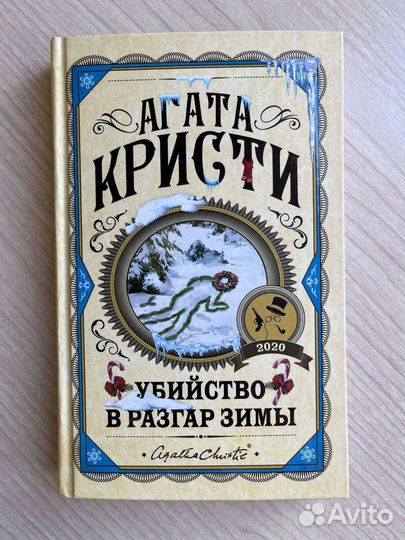 АГАТА
КРИСТИ
2020
УБИЙСТВО
В РАЗГАР ЗИМЫ
Agatha Christie
Avito